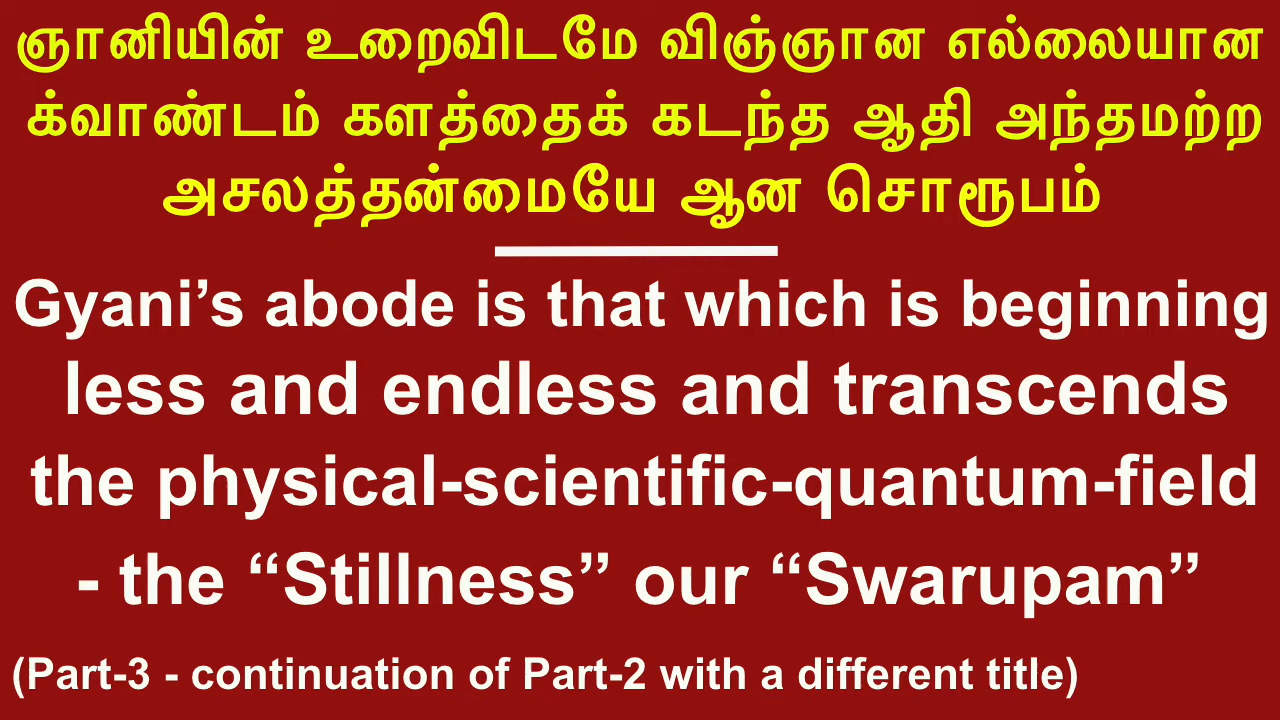 ஞானியின் உறைவிடமே விஞ்ஞான எல்லையான
க்வாண்டம் களத்தைக் கடந்த ஆதி அந்தமற்ற
அசலத்தன்மையே ஆன சொரூபம்
Gyani’s abode is that which is beginning
less and endless and transcends
the physical-scientific-quantum-field
- the “Stillness” our “Swarupam”
(Part-3 - continuation of Part-2 with a different title)